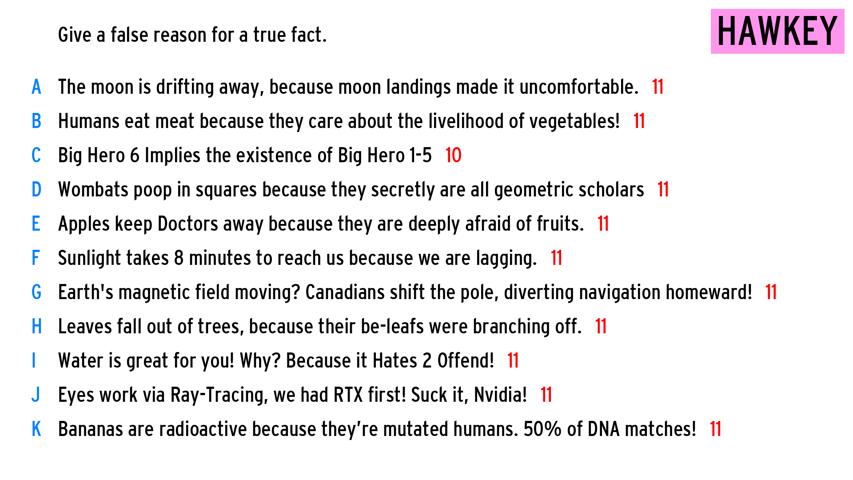 HAWKEY
Give a false reason for a true fact.
A The moon is drifting away, because moon landings made it uncomfortable. 11
B Humans eat meat because they care about the livelihood of vegetables! 11
C Big Hero 6 Implies the existence of Big Hero 1-5 10
D Wombats poop in squares because they secretly are all geometric scholars 11
E Apples keep Doctors away because they are deeply afraid of fruits. 11
F Sunlight takes 8 minutes to reach us because we are lagging. 11
G Earth's magnetic field moving? Canadians shift the pole, diverting navigation homeward! 11
H Leaves fall out of trees, because their be-leafs were branching off. 11
I Water is great for you! Why? Because it Hates 2 Offend! 11
J Eyes work via Ray-Tracing, we had RTX first! Suck it, Nvidia! 11
K Bananas are radioactive because they’re mutated humans. 50% of DNA matches! 11